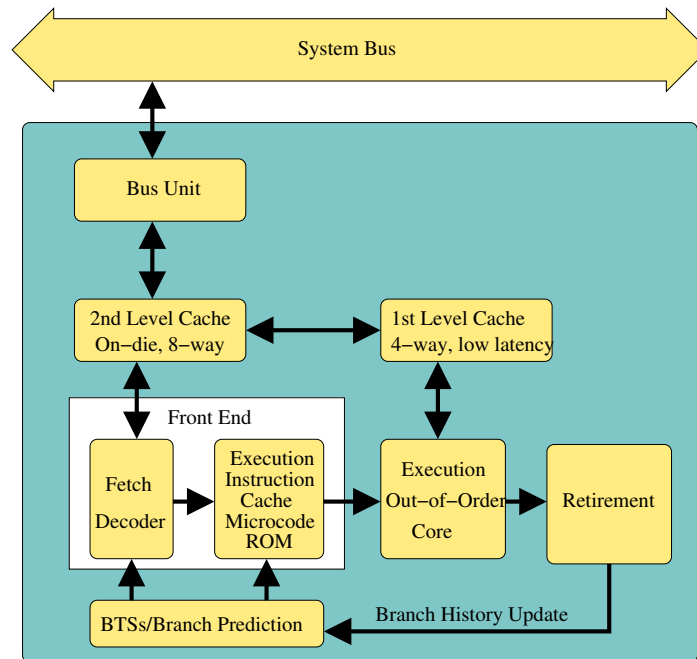 System Bus
Bus Unit
2nd Level Cache
On−die, 8−way
1st Level Cache
4−way, low latency
Front End
Fetch
Decoder
Execution
Instruction
Cache
Microcode
ROM
Execution
Out−of−Order
Core
Retirement
BTSs/Branch Prediction
Branch History Update